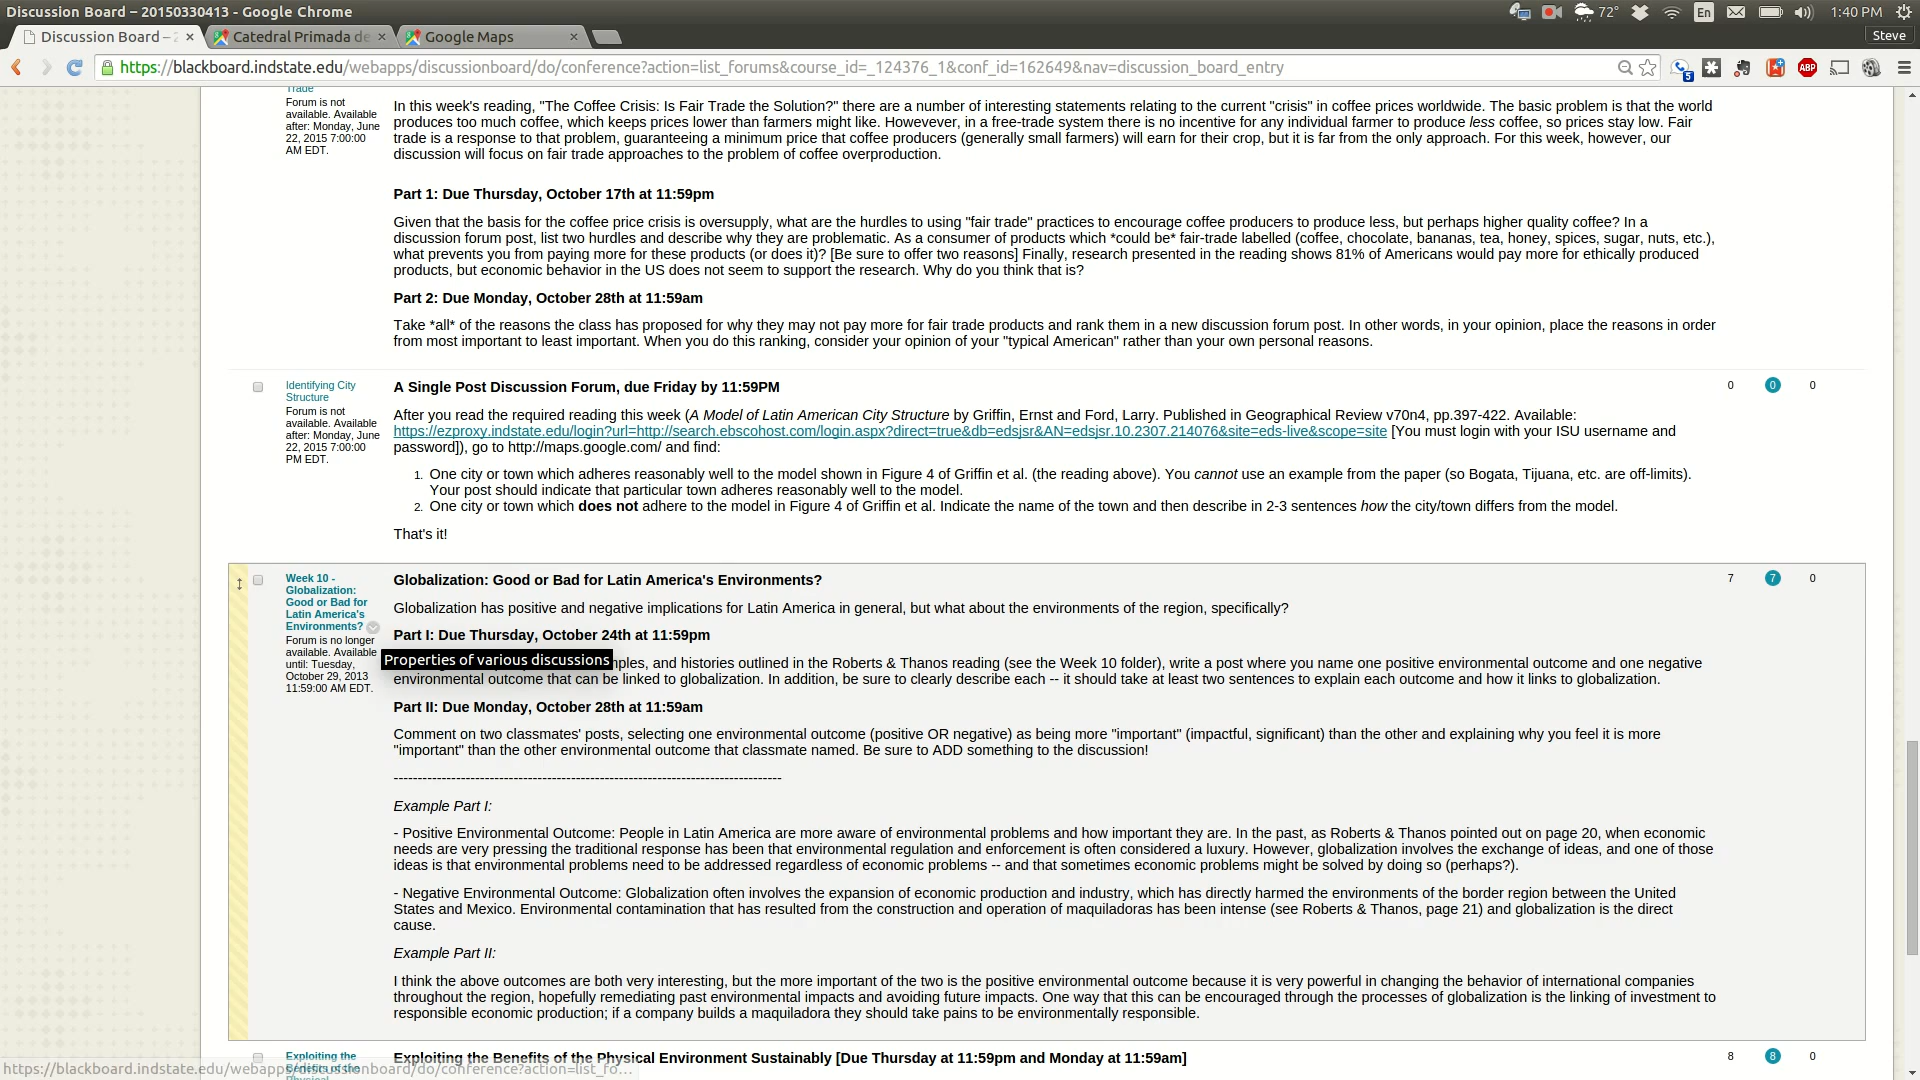 Discussion Board – 20150330413 - Google Chrome
72°
En
1:40 PM
Discussion Board – 2
Catedral Primada de
Google Maps
Steve
https://blackboard.indstate.edu/webapps/discussionboard/do/conference?action=list_forums&course_id=_124376_1&conf_id=162649&nav=discussion_board_entry
5
ABP
Trade
Forum is not
available. Available
after: Monday, June
22, 2015 7:00:00
AM EDT.
In this week's reading, "The Coffee Crisis: Is Fair Trade the Solution?" there are a number of interesting statements relating to the current "crisis" in coffee prices worldwide. The basic problem is that the world
produces too much coffee, which keeps prices lower than farmers might like. Howevever, in a free-trade system there is no incentive for any individual farmer to produce less coffee, so prices stay low. Fair
trade is a response to that problem, guaranteeing a minimum price that coffee producers (generally small farmers) will earn for their crop, but it is far from the only approach. For this week, however, our
discussion will focus on fair trade approaches to the problem of coffee overproduction.
Part 1: Due Thursday, October 17th at 11:59pm
Given that the basis for the coffee price crisis is oversupply, what are the hurdles to using "fair trade" practices to encourage coffee producers to produce less, but perhaps higher quality coffee? In a
discussion forum post, list two hurdles and describe why they are problematic. As a consumer of products which *could be* fair-trade labelled (coffee, chocolate, bananas, tea, honey, spices, sugar, nuts, etc.),
what prevents you from paying more for these products (or does it)? [Be sure to offer two reasons] Finally, research presented in the reading shows 81% of Americans would pay more for ethically produced
products, but economic behavior in the US does not seem to support the research. Why do you think that is?
Part 2: Due Monday, October 28th at 11:59am
Take *all* of the reasons the class has proposed for why they may not pay more for fair trade products and rank them in a new discussion forum post. In other words, in your opinion, place the reasons in order
from most important to least important. When you do this ranking, consider your opinion of your "typical American" rather than your own personal reasons.
Identifying City
Structure
Forum is not
available. Available
after: Monday, June
22, 2015 7:00:00
PM EDT.
A Single Post Discussion Forum, due Friday by 11:59PM
0 0 0
After you read the required reading this week (A Model of Latin American City Structure by Griffin, Ernst and Ford, Larry. Published in Geographical Review v70n4, pp.397-422. Available:
https://ezproxy.indstate.edu/login?url=http://search.ebscohost.com/login.aspx?direct=true&db=edsjsr&AN=edsjsr.10.2307.214076&site=eds-live&scope=site [You must login with your ISU username and
password]), go to http://maps.google.com/ and find:
1. One city or town which adheres reasonably well to the model shown in Figure 4 of Griffin et al. (the reading above). You cannot use an example from the paper (so Bogata, Tijuana, etc. are off-limits).
Your post should indicate that particular town adheres reasonably well to the model.
2. One city or town which does not adhere to the model in Figure 4 of Griffin et al. Indicate the name of the town and then describe in 2-3 sentences how the city/town differs from the model.
That's it!
Week 10 -
Globalization:
Good or Bad for
Latin America's
Environments?
Forum is no longer
available. Available
until: Tuesday,
October 29, 2013
11:59:00 AM EDT.
Globalization: Good or Bad for Latin America's Environments?
7 7 0
Globalization has positive and negative implications for Latin America in general, but what about the environments of the region, specifically?
Part I: Due Thursday, October 24th at 11:59pm
Properties of various discussions
ples, and histories outlined in the Roberts & Thanos reading (see the Week 10 folder), write a post where you name one positive environmental outcome and one negative
environmental outcome that can be linked to globalization. In addition, be sure to clearly describe each -- it should take at least two sentences to explain each outcome and how it links to globalization.
Part II: Due Monday, October 28th at 11:59am
Comment on two classmates' posts, selecting one environmental outcome (positive OR negative) as being more "important" (impactful, significant) than the other and explaining why you feel it is more
"important" than the other environmental outcome that classmate named. Be sure to ADD something to the discussion!
--------------------------------------------------------------------------------
Example Part I:
- Positive Environmental Outcome: People in Latin America are more aware of environmental problems and how important they are. In the past, as Roberts & Thanos pointed out on page 20, when economic
needs are very pressing the traditional response has been that environmental regulation and enforcement is often considered a luxury. However, globalization involves the exchange of ideas, and one of those
ideas is that environmental problems need to be addressed regardless of economic problems -- and that sometimes economic problems might be solved by doing so (perhaps?).
- Negative Environmental Outcome: Globalization often involves the expansion of economic production and industry, which has directly harmed the environments of the border region between the United
States and Mexico. Environmental contamination that has resulted from the construction and operation of maquiladoras has been intense (see Roberts & Thanos, page 21) and globalization is the direct
cause.
Example Part II:
I think the above outcomes are both very interesting, but the more important of the two is the positive environmental outcome because it is very powerful in changing the behavior of international companies
throughout the region, hopefully remediating past environmental impacts and avoiding future impacts. One way that this can be encouraged through the processes of globalization is the linking of investment to
responsible economic production; if a company builds a maquiladora they should take pains to be environmentally responsible.
Exploiting the
Benefits of the
Physical
Exploiting the Benefits of the Physical Environment Sustainably [Due Thursday at 11:59pm and Monday at 11:59am]
8 8 0
https://blackboard.indstate.edu/webapps/discussionboard/do/conference?action=list_fo...